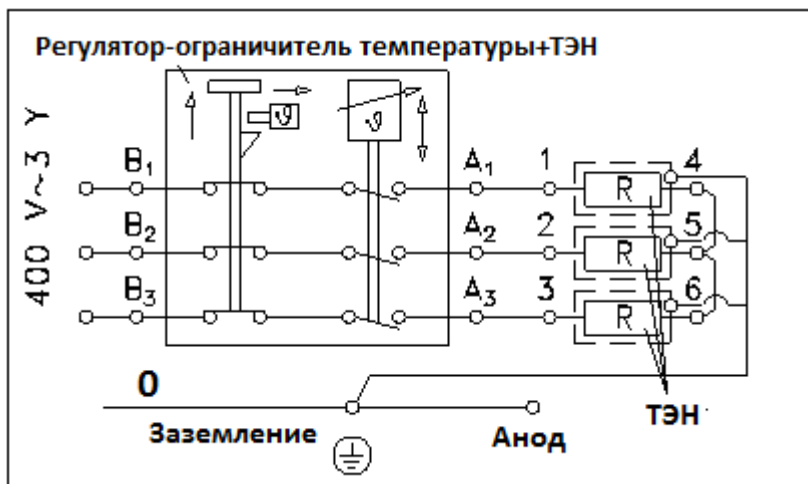 Регулятор-ограничитель температуры+ТЭН
400 V~3 Y
ϑ
ϑ
B1
A1
1
R
4
B2
A2
2
R
5
B3
A3
3
R
6
0
Заземление
Анод
ТЭН